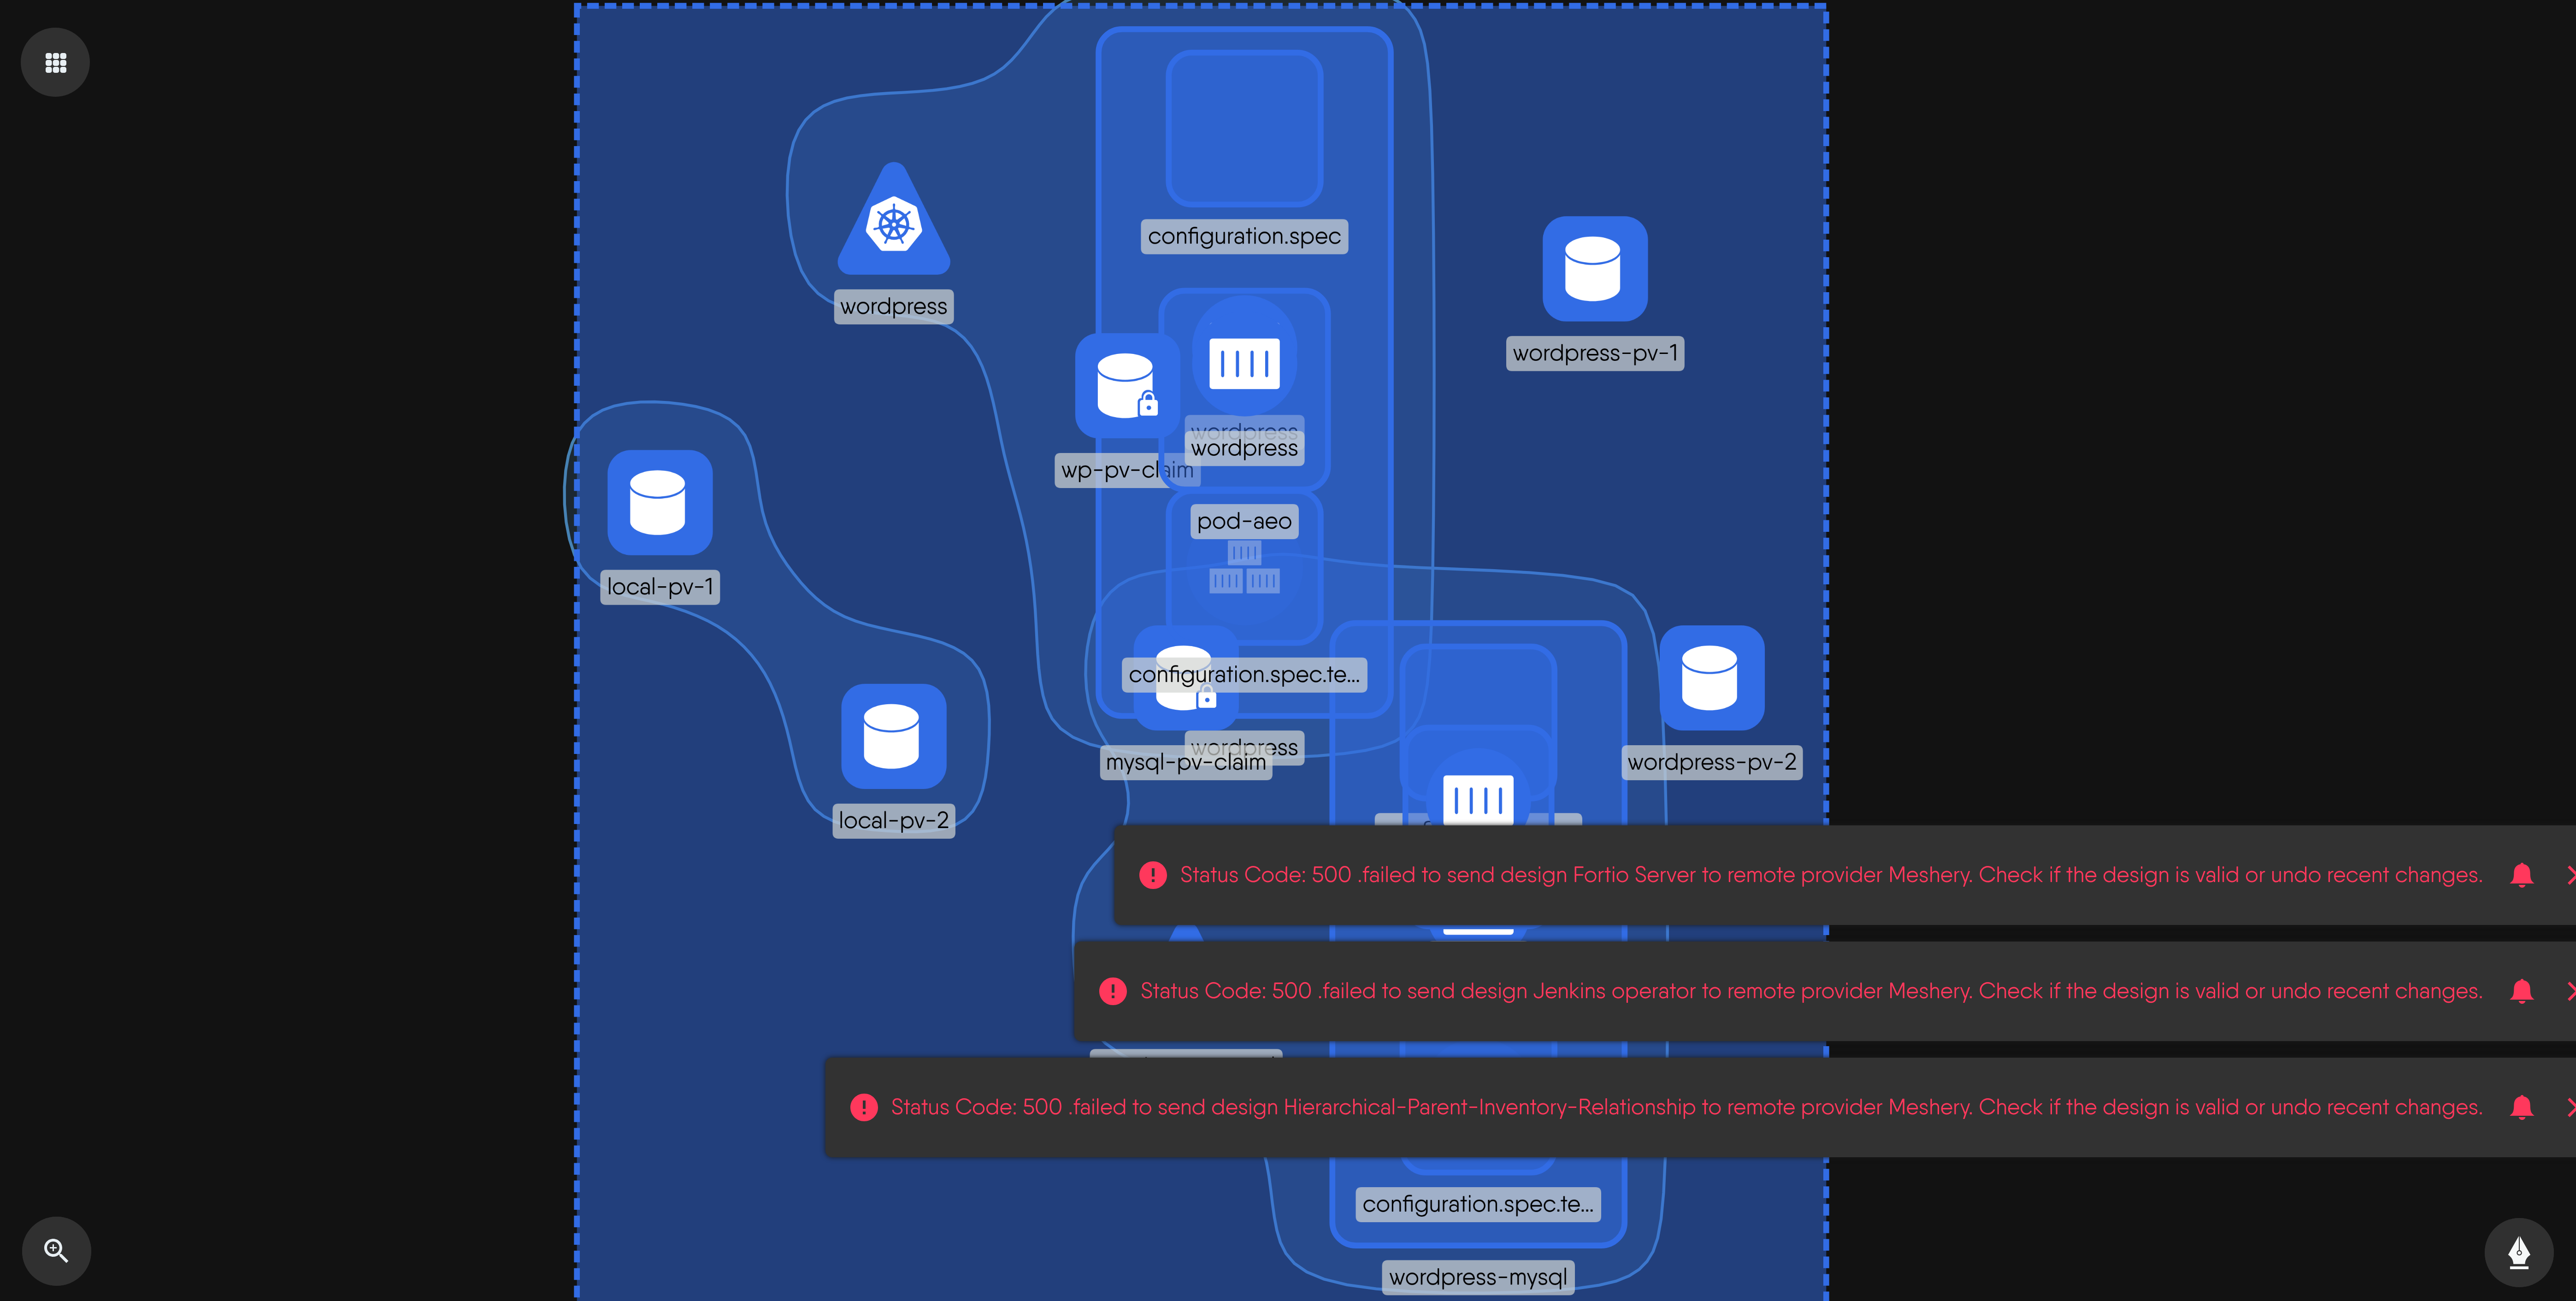 configuration.spec
wordpress
wordpress-pv-1
wordpress
wordpress
wp-pv-claim
pod-aeo
local-pv-1
configuration.spec.te...
wordpress
mysql-pv-claim
wordpress-pv-2
local-pv-2
Status Code: 500 .failed to send design Fortio Server to remote provider Meshery. Check if the design is valid or undo recent changes.
Status Code: 500 .failed to send design Jenkins operator to remote provider Meshery. Check if the design is valid or undo recent changes.
Status Code: 500 .failed to send design Hierarchical-Parent-Inventory-Relationship to remote provider Meshery. Check if the design is valid or undo recent changes.
configuration.spec.te...
wordpress-mysql